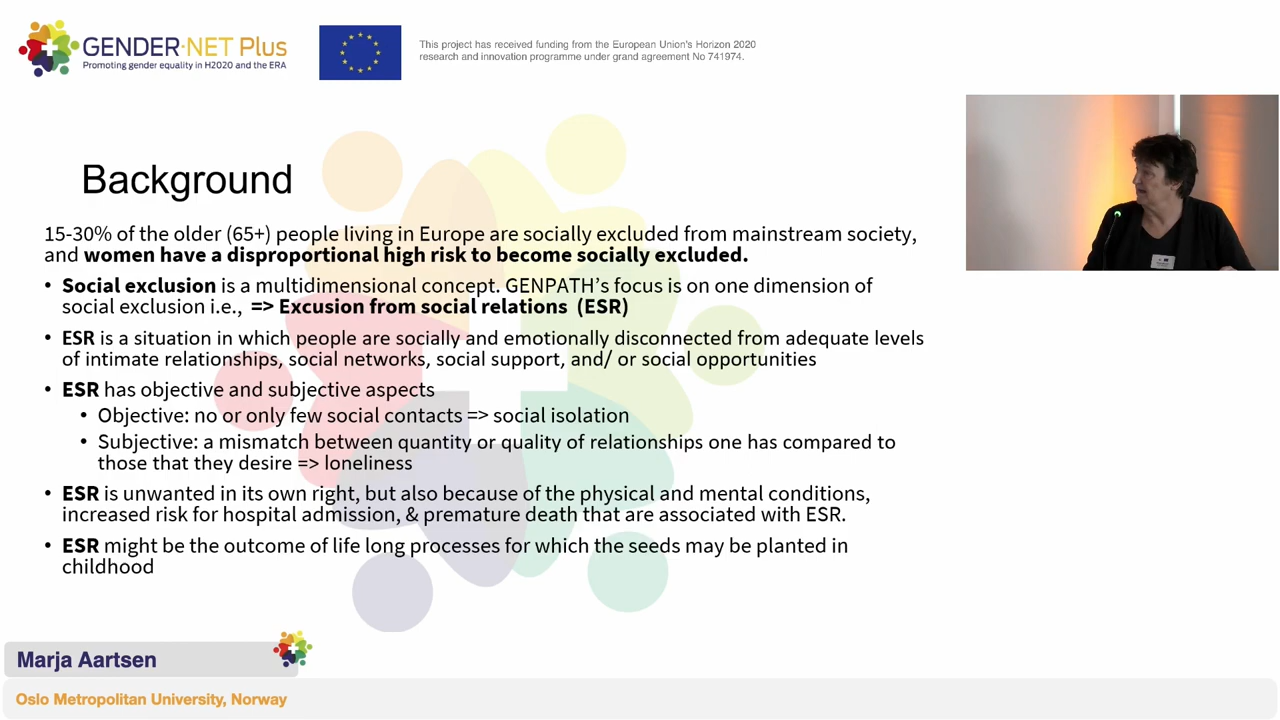 GENDER·NET Plus
Promoting gender equality in H2020 and the ERA
This project has received funding from the European Union's Horizon 2020
research and innovation programme under grand agreement No 741974.
Background
15-30% of the older (65+) people living in Europe are socially excluded from mainstream society,
and women have a disproportional high risk to become socially excluded.
• Social exclusion is a multidimensional concept. GENPATH's focus is on one dimension of
social exclusion i.e., => Excusion from social relations (ESR)
• ESR is a situation in which people are socially and emotionally disconnected from adequate levels
of intimate relationships, social networks, social support, and/ or social opportunities
• ESR has objective and subjective aspects
• Objective: no or only few social contacts => social isolation
• Subjective: a mismatch between quantity or quality of relationships one has compared to
those that they desire => loneliness
• ESR is unwanted in its own right, but also because of the physical and mental conditions,
increased risk for hospital admission, & premature death that are associated with ESR.
• ESR might be the outcome of life long processes for which the seeds may be planted in
childhood
Marja Aartsen
Oslo Metropolitan University, Norway